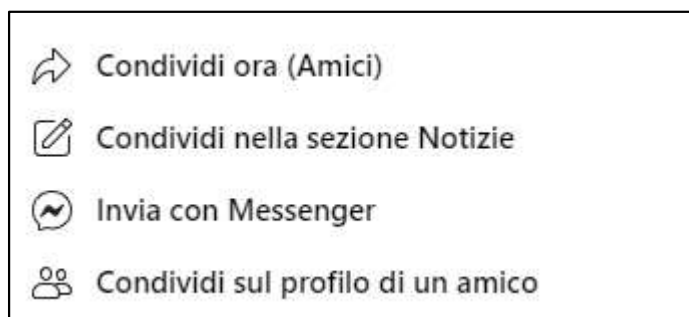 Condividi ora (Amici)
Condividi nella sezione Notizie
Invia con Messenger
Condividi sul profilo di un amico